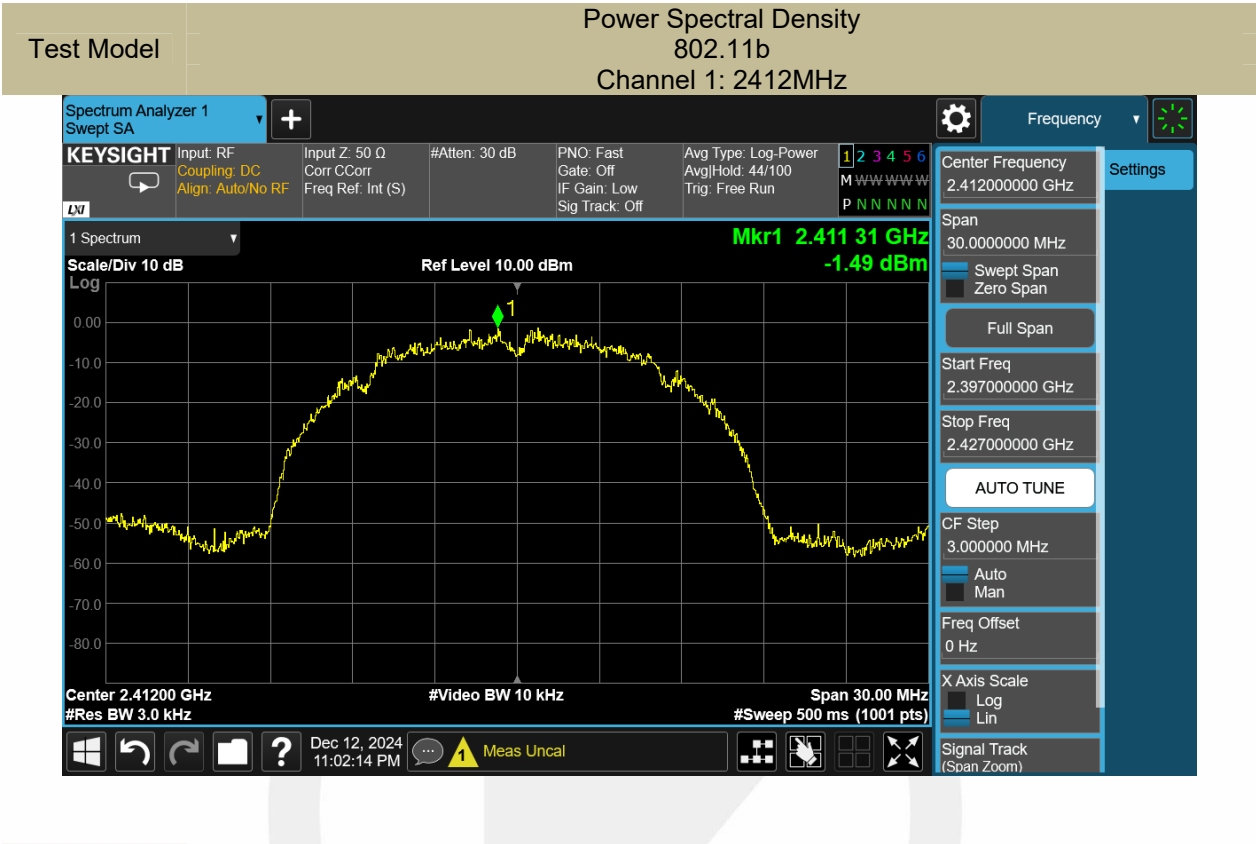 Test Model
Power Spectral Density
802.11b
Channel 1: 2412MHz
Spectrum Analyzer 1
Swept SA
Frequency
KEYSIGHT
LXI
Input: RF
Coupling: DC
Align: Auto/No RF
Input Z: 50 Ω
Corr CCorr
Freq Ref: Int (S)
#Atten: 30 dB
PNO: Fast
Gate: Off
IF Gain: Low
Sig Track: Off
Avg Type: Log-Power
Avg|Hold: 44/100
Trig: Free Run
1 2 3 4 5 6
M W W W W W
P N N N N N
1 Spectrum
Mkr1 2.411 31 GHz
Scale/Div 10 dB
Ref Level 10.00 dBm
-1.49 dBm
Log
1
0.00
-10.0
-20.0
-30.0
-40.0
-50.0
-60.0
-70.0
-80.0
Center 2.41200 GHz
#Video BW 10 kHz
Span 30.00 MHz
#Res BW 3.0 kHz
#Sweep 500 ms (1001 pts)
?
Dec 12, 2024
11:02:14 PM
1
Meas Uncal
Center Frequency
2.412000000 GHz
Settings
Span
30.0000000 MHz
Swept Span
Zero Span
Full Span
Start Freq
2.397000000 GHz
Stop Freq
2.427000000 GHz
AUTO TUNE
CF Step
3.000000 MHz
Auto
Man
Freq Offset
0 Hz
X Axis Scale
Log
Lin
Signal Track
(Span Zoom)